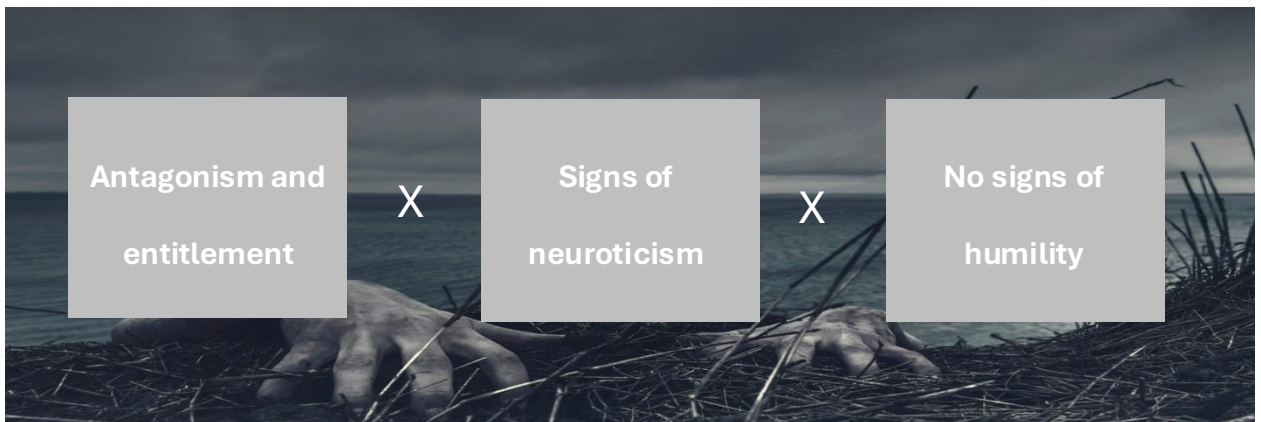 Antagonism and
entitlement
X
Signs of
neuroticism
X
No signs of
humility